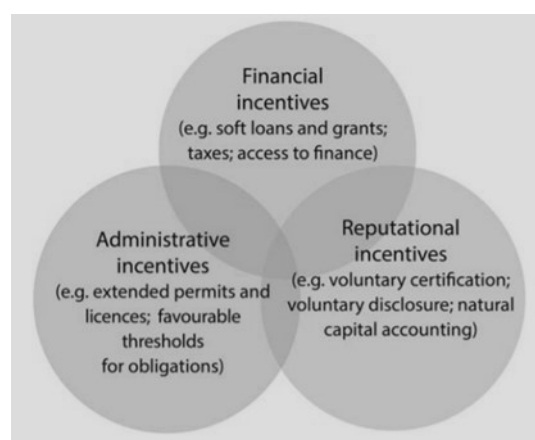 Financial
incentives
(e.g. soft loans and grants;
taxes; access to finance)
Administrative
incentives
(e.g. extended permits and
licences; favourable
thresholds
for obligations)
Reputational
incentives
(e.g. voluntary certification;
voluntary disclosure; natural
capital accounting)